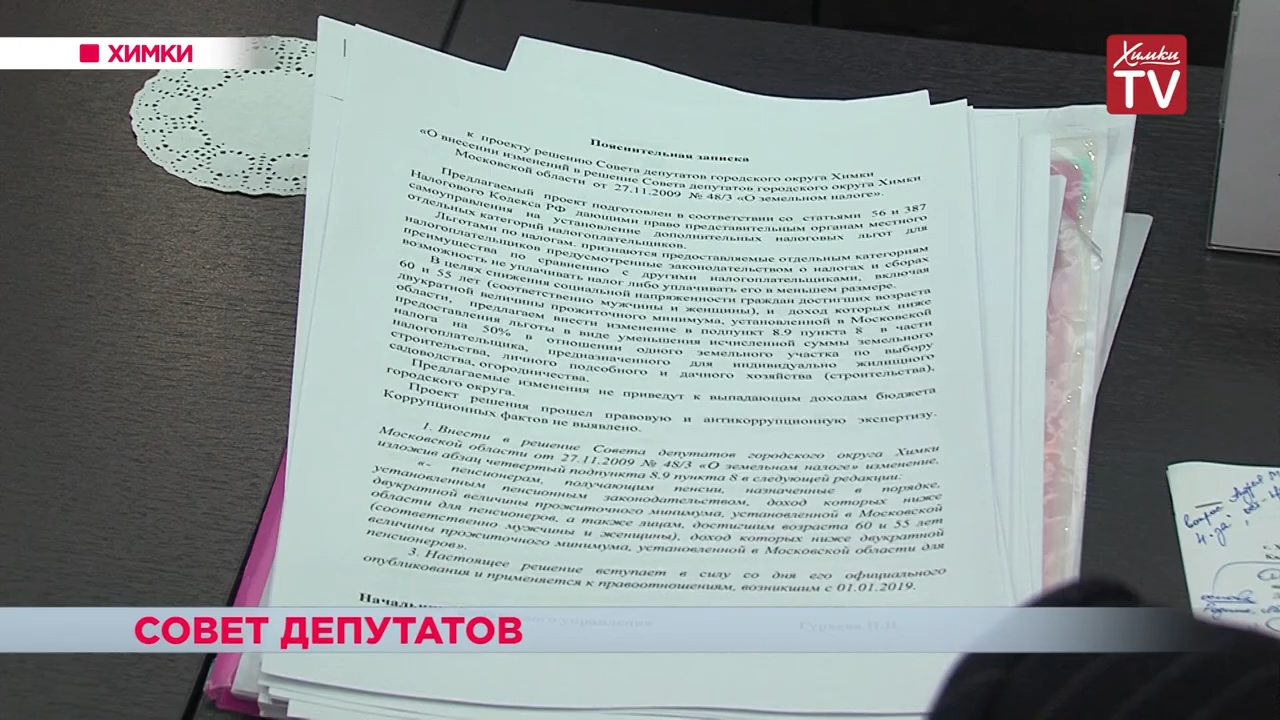 ХИМКИ
Химки
TV
Пояснительная записка
к проекту решению Совета депутатов городского округа Химки
«О внесении изменений в решение Совета депутатов городского округа Химки
Московской области от 27.11.2009 № 48/3 «О земельном налоге».
Предлагаемый проект подготовлен в соответствии со статьями 56 и 387
Налогового Кодекса РФ дающими право представительным органам местного
самоуправления на установление дополнительных налоговых льгот для
отдельных категорий налогоплательщиков.
Льготами по налогам. признаются предоставляемые отдельным категориям
налогоплательщиков предусмотренные законодательством о налогах и сборах
преимущества по сравнению с другими налогоплательщиками, включая
возможность не уплачивать налог либо уплачивать его в меньшем размере.
В целях снижения социальной напряженности граждан достигших возраста
60 и 55 лет (соответственно мужчины и женщины), и доход которых ниже
двукратной величины прожиточного минимума, установленной в Московской
области, предлагаем внести изменение в подпункт 8.9 пункта 8 в части
предоставления льготы в виде уменьшения исчисленной суммы земельного
налога на 50% в отношении одного земельного участка по выбору
налогоплательщика, предназначенного для индивидуально жилищного
строительства, личного подсобного и дачного хозяйства (строительства),
садоводства, огородничества.
Предлагаемые изменения не приведут к выпадающим доходам бюджета
городского округа.
Проект решения прошел правовую и антикоррупционную экспертизу.
Коррупционных фактов не выявлено.
1. Внести в решение Совета депутатов городского округа Химки
Московской области от 27.11.2009 № 48/3 «О земельном налоге» изменение,
изложив абзац четвертый подпункта 8.9 пункта 8 в следующей редакции:
«- пенсионерам, получающим пенсии, назначенные в порядке,
установленным пенсионным законодательством, доход которых ниже
двукратной величины прожиточного минимума, установленной в Московской
области для пенсионеров, а также лицам, достигшим возраста 60 и 55 лет
(соответственно мужчины и женщины), доход которых ниже двукратной
величины прожиточного минимума, установленной в Московской области для
пенсионеров».
3. Настоящее решение вступает в силу со дня его официального
опубликования и применяется к правоотношениям, возникшим с 01.01.2019.
управления
СОВЕТ ДЕПУТАТОВ